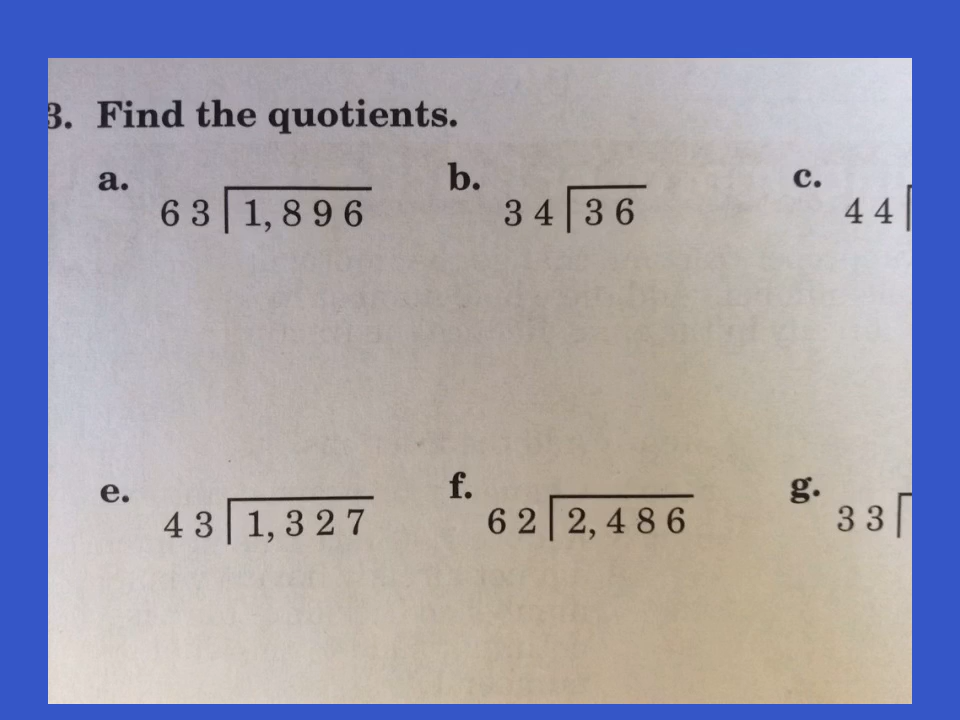 3. Find the quotients.
a. 63 1,896 b. 34 36 c. 44
e. 43 1,327 f. 62 2,486 g. 33